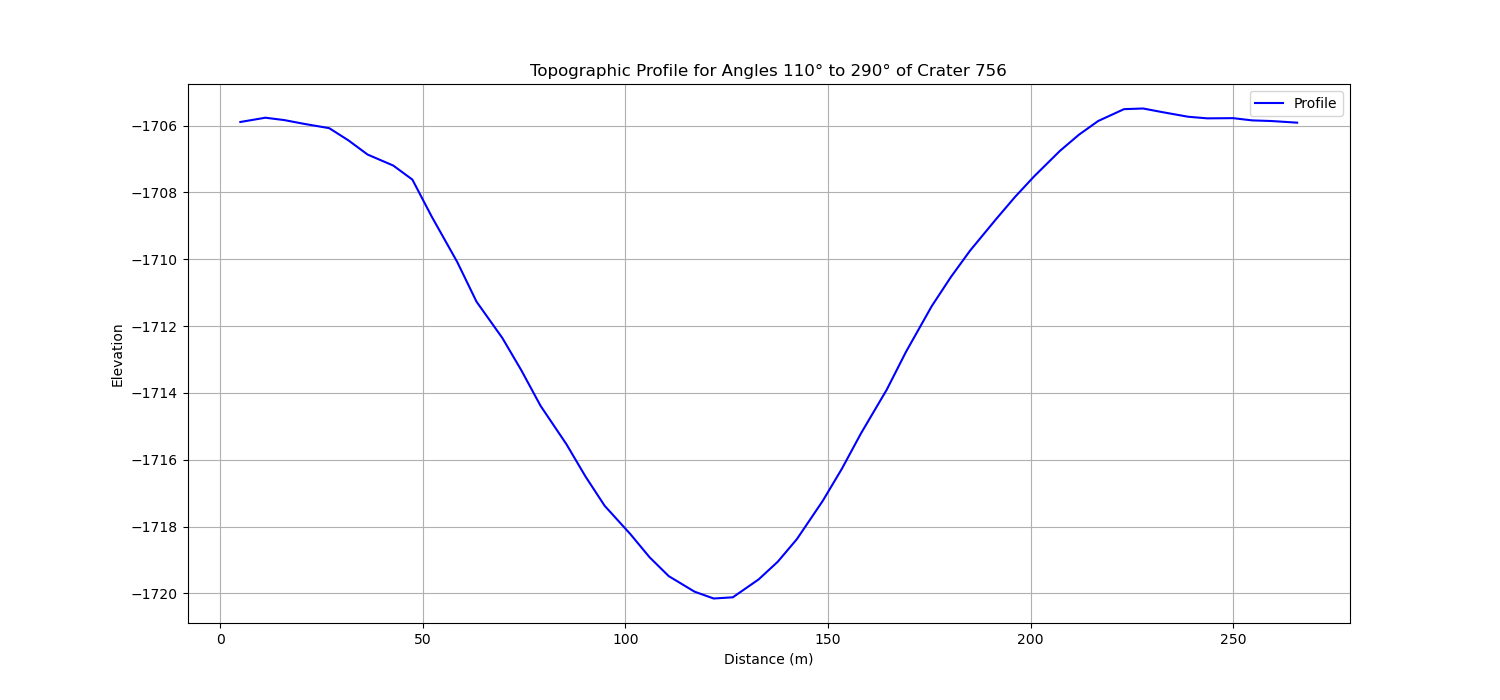 Topographic Profile for Angles 110° to 290° of Crater 756
Profile
−1706
−1708
−1710
−1712
−1714
−1716
−1718
−1720
Elevation
0 50 100 150 200 250
Distance (m)